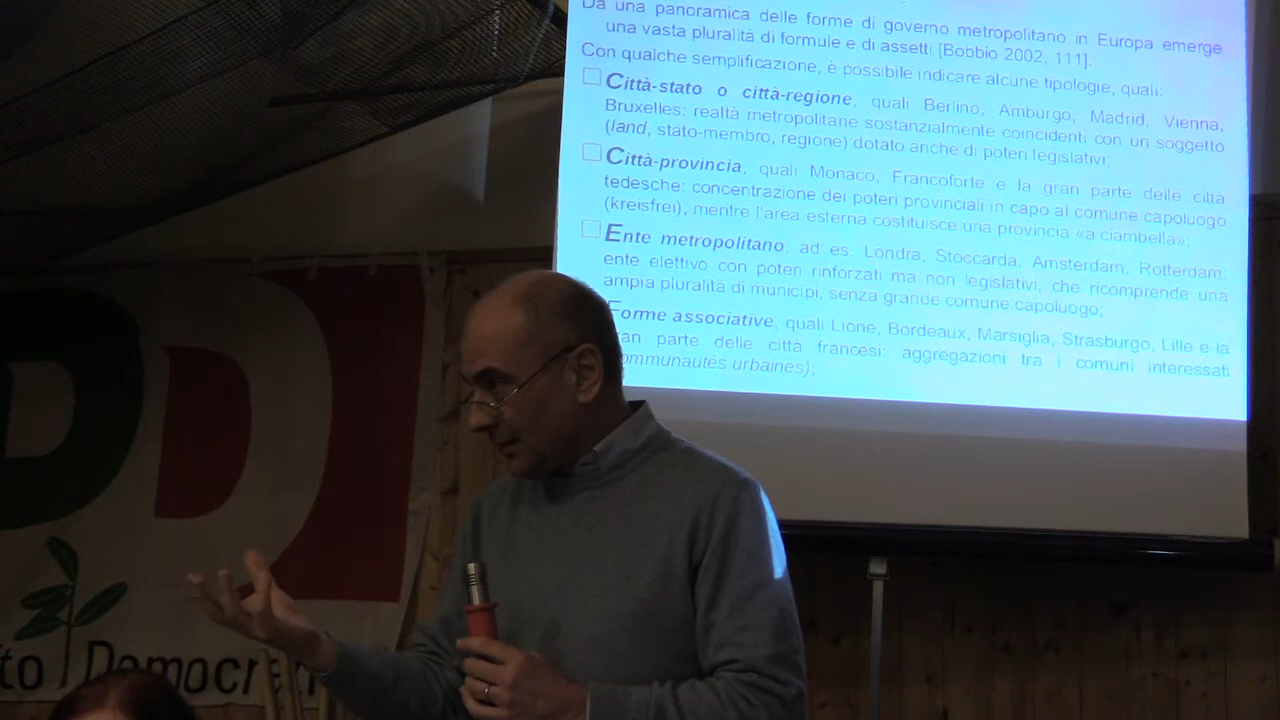 Da una panoramica delle forme di governo metropolitano in Europa emerge
una vasta pluralità di formule e di assetti [Bobbio 2002, 111].
Con qualche semplificazione, è possibile indicare alcune tipologie, quali:
Città-stato o città-regione, quali Berlino, Amburgo, Madrid, Vienna,
Bruxelles: realtà metropolitane sostanzialmente coincidenti con un soggetto
(land, stato-membro, regione) dotato anche di poteri legislativi;
Città-provincia, quali Monaco, Francoforte e la gran parte delle città
tedesche: concentrazione dei poteri provinciali in capo al comune capoluogo
(kreisfrei), mentre l'area esterna costituisce una provincia «a ciambella»;
Ente metropolitano, ad es. Londra, Stoccarda, Amsterdam, Rotterdam:
ente elettivo con poteri rinforzati ma non legislativi, che ricomprende una
ampia pluralità di municipi, senza grande comune capoluogo;
Forme associative, quali Lione, Bordeaux, Marsiglia, Strasburgo, Lille e la
ran parte delle città francesi: aggregazioni tra i comuni interessati
ommunautés urbaines);
PD
to Democra